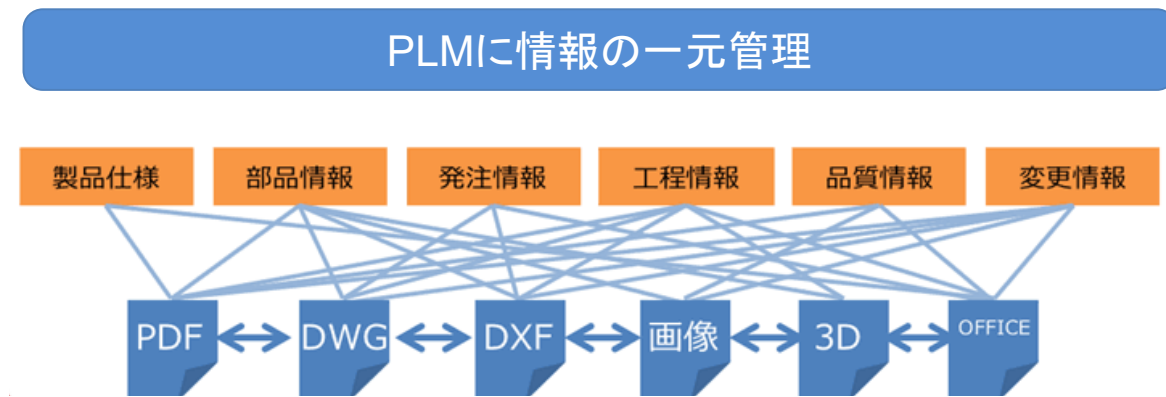 PLMに情報の一元管理
製品仕様
部品情報
発注情報
工程情報
品質情報
変更情報
PDF
DWG
DXF
画像
3D
OFFICE